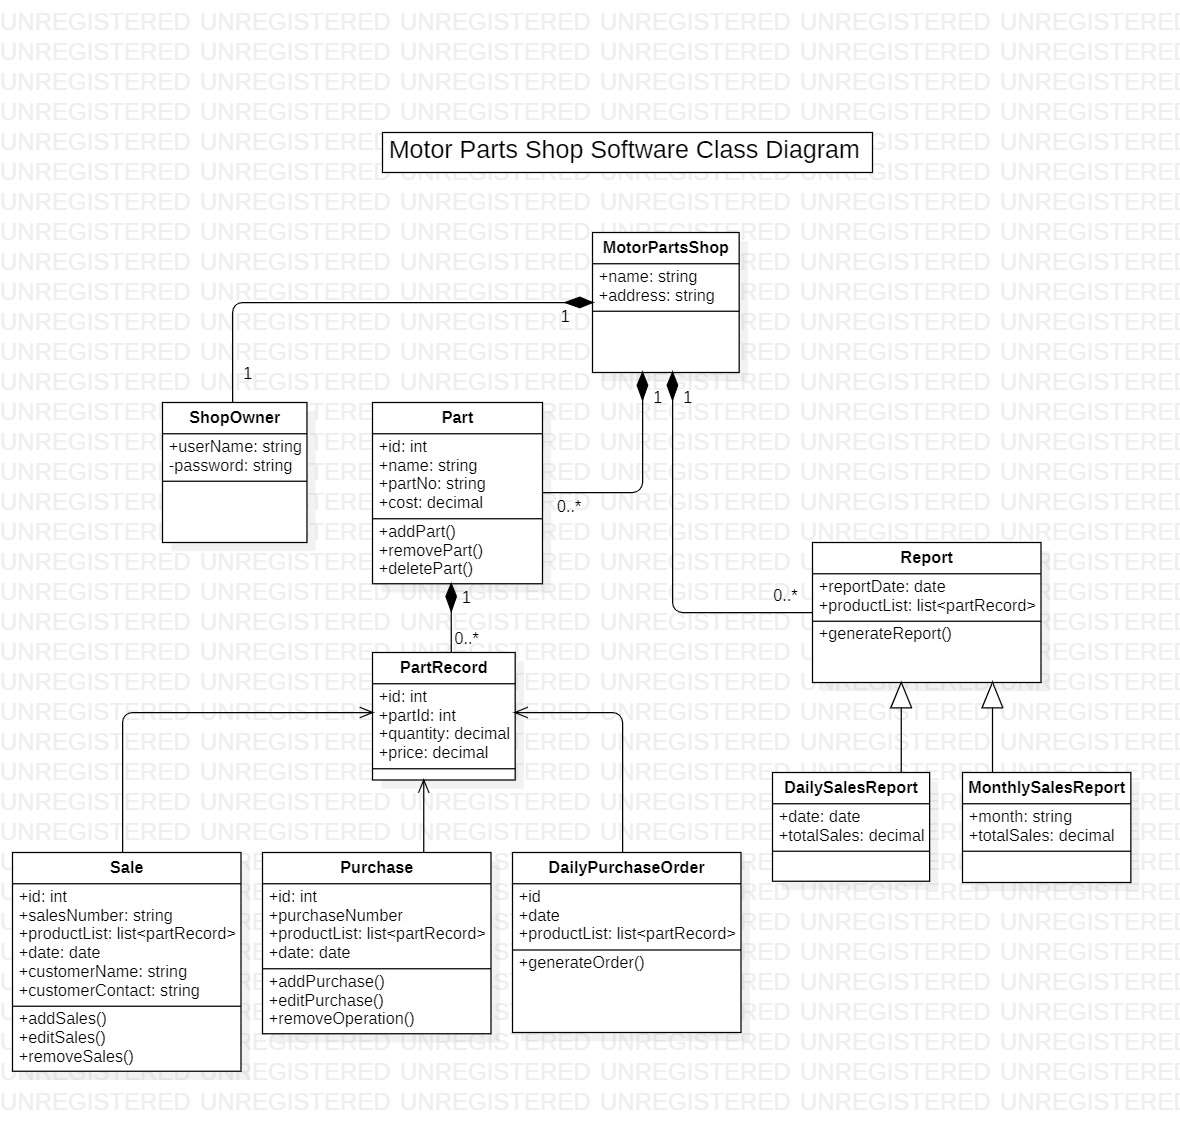 Motor Parts Shop Software Class Diagram
MotorPartsShop
+name: string
+address: string
1
1
1
1
ShopOwner
+userName: string
-password: string
Part
+id: int
+name: string
+partNo: string
+cost: decimal
+addPart()
+removePart()
+deletePart()
0..*
1
0..*
Report
+reportDate: date
+productList: list<partRecord>
+generateReport()
0..*
PartRecord
+id: int
+partId: int
+quantity: decimal
+price: decimal
DailySalesReport
+date: date
+totalSales: decimal
MonthlySalesReport
+month: string
+totalSales: decimal
Sale
+id: int
+salesNumber: string
+productList: list<partRecord>
+date: date
+customerName: string
+customerContact: string
+addSales()
+editSales()
+removeSales()
Purchase
+id: int
+purchaseNumber
+productList: list<partRecord>
+date: date
+addPurchase()
+editPurchase()
+removeOperation()
DailyPurchaseOrder
+id
+date
+productList: list<partRecord>
+generateOrder()
UNREGISTERED UNREGISTERED UNREGISTERED UNREGISTERED UNREGISTERED UNREGISTERED